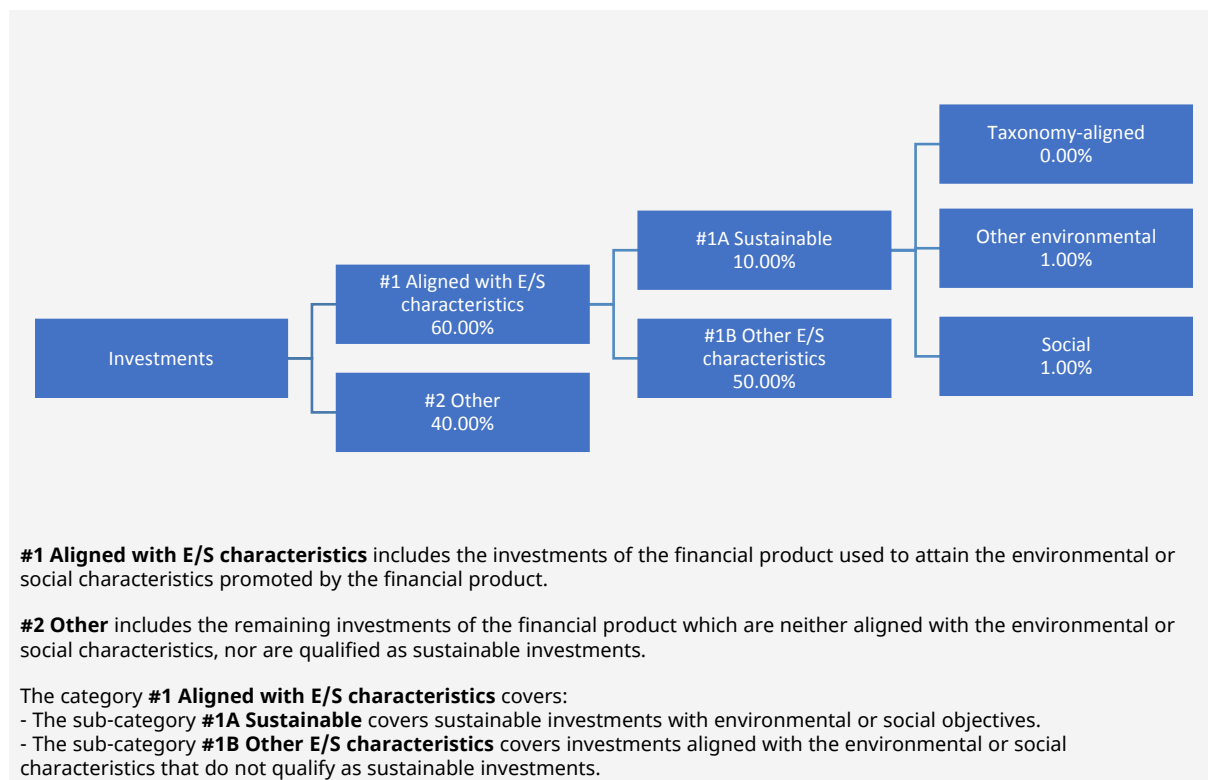 Taxonomy-aligned
0.00%
#1A Sustainable
10.00%
Other environmental
1.00%
#1 Aligned with E/S
characteristics
60.00%
Investments
#1B Other E/S
characteristics
50.00%
Social
1.00%
#2 Other
40.00%
#1 Aligned with E/S characteristics includes the investments of the financial product used to attain the environmental or
social characteristics promoted by the financial product.
#2 Other includes the remaining investments of the financial product which are neither aligned with the environmental or
social characteristics, nor are qualified as sustainable investments.
The category #1 Aligned with E/S characteristics covers:
- The sub-category #1A Sustainable covers sustainable investments with environmental or social objectives.
- The sub-category #1B Other E/S characteristics covers investments aligned with the environmental or social
characteristics that do not qualify as sustainable investments.